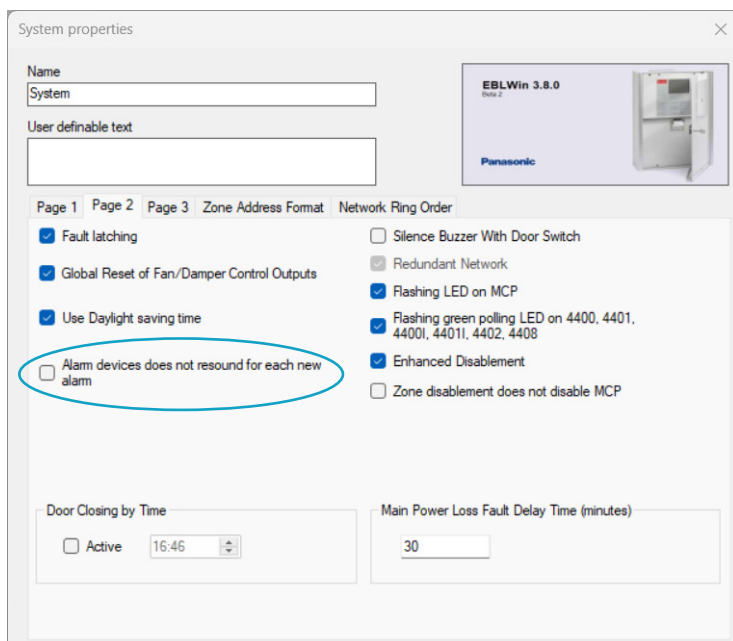 System properties
Name
System
EBLWin 3.8.0
Beta 2
User definable text
Panasonic
Page 1 Page 2 Page 3 Zone Address Format Network Ring Order
Fault latching
Global Reset of Fan/Damper Control Outputs
Use Daylight saving time
Alarm devices does not resound for each new
alarm
Silence Buzzer With Door Switch
Redundant Network
Flashing LED on MCP
Flashing green polling LED on 4400, 4401,
4400I, 4401I, 4402, 4408
Enhanced Disablement
Zone disablement does not disable MCP
Door Closing by Time
Active 16:46
Main Power Loss Fault Delay Time (minutes)
30